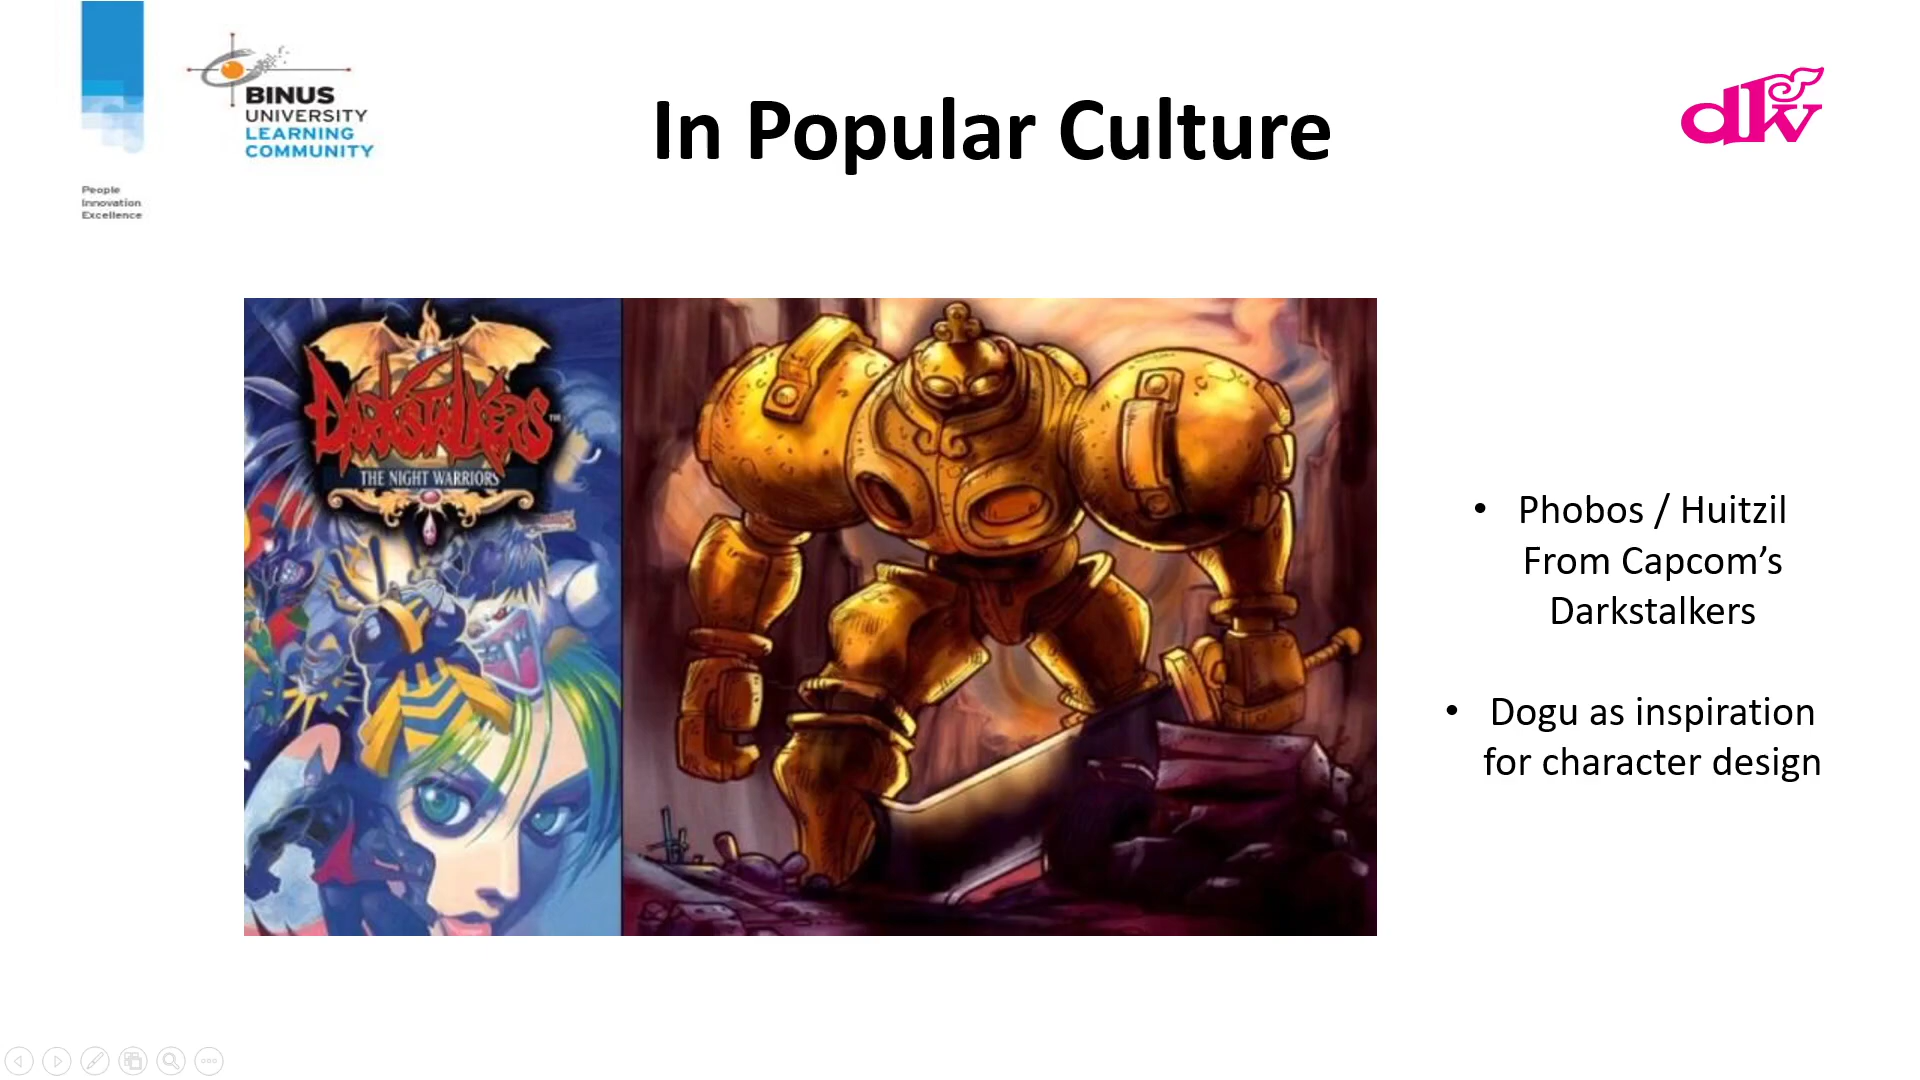 BINUS
UNIVERSITY
LEARNING
COMMUNITY
People
Innovation
Excellence
In Popular Culture
dkv
DARKSTALKERS™
THE NIGHT WARRIORS
• Phobos / Huitzil
From Capcom’s
Darkstalkers
• Dogu as inspiration
for character design